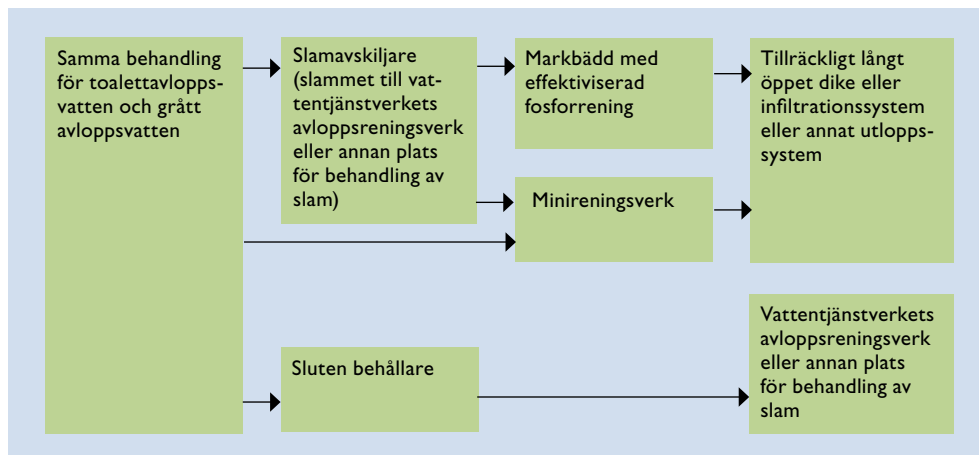 Samma behandling
för toalettavlopps-
vatten och grått
avloppsvatten
Slamavskiljare
(slammet till vat-
tentjänstverkets
avloppsreningsverk
eller annan plats
för behandling av
slam)
Markbädd med
effektiviserad
fosforrening
Tillräckligt långt
öppet dike eller
infiltrationssystem
eller annat utlopps-
system
Minireningsverk
Sluten behållare
Vattentjänstverkets
avloppsreningsverk
eller annan plats
för behandling av
slam